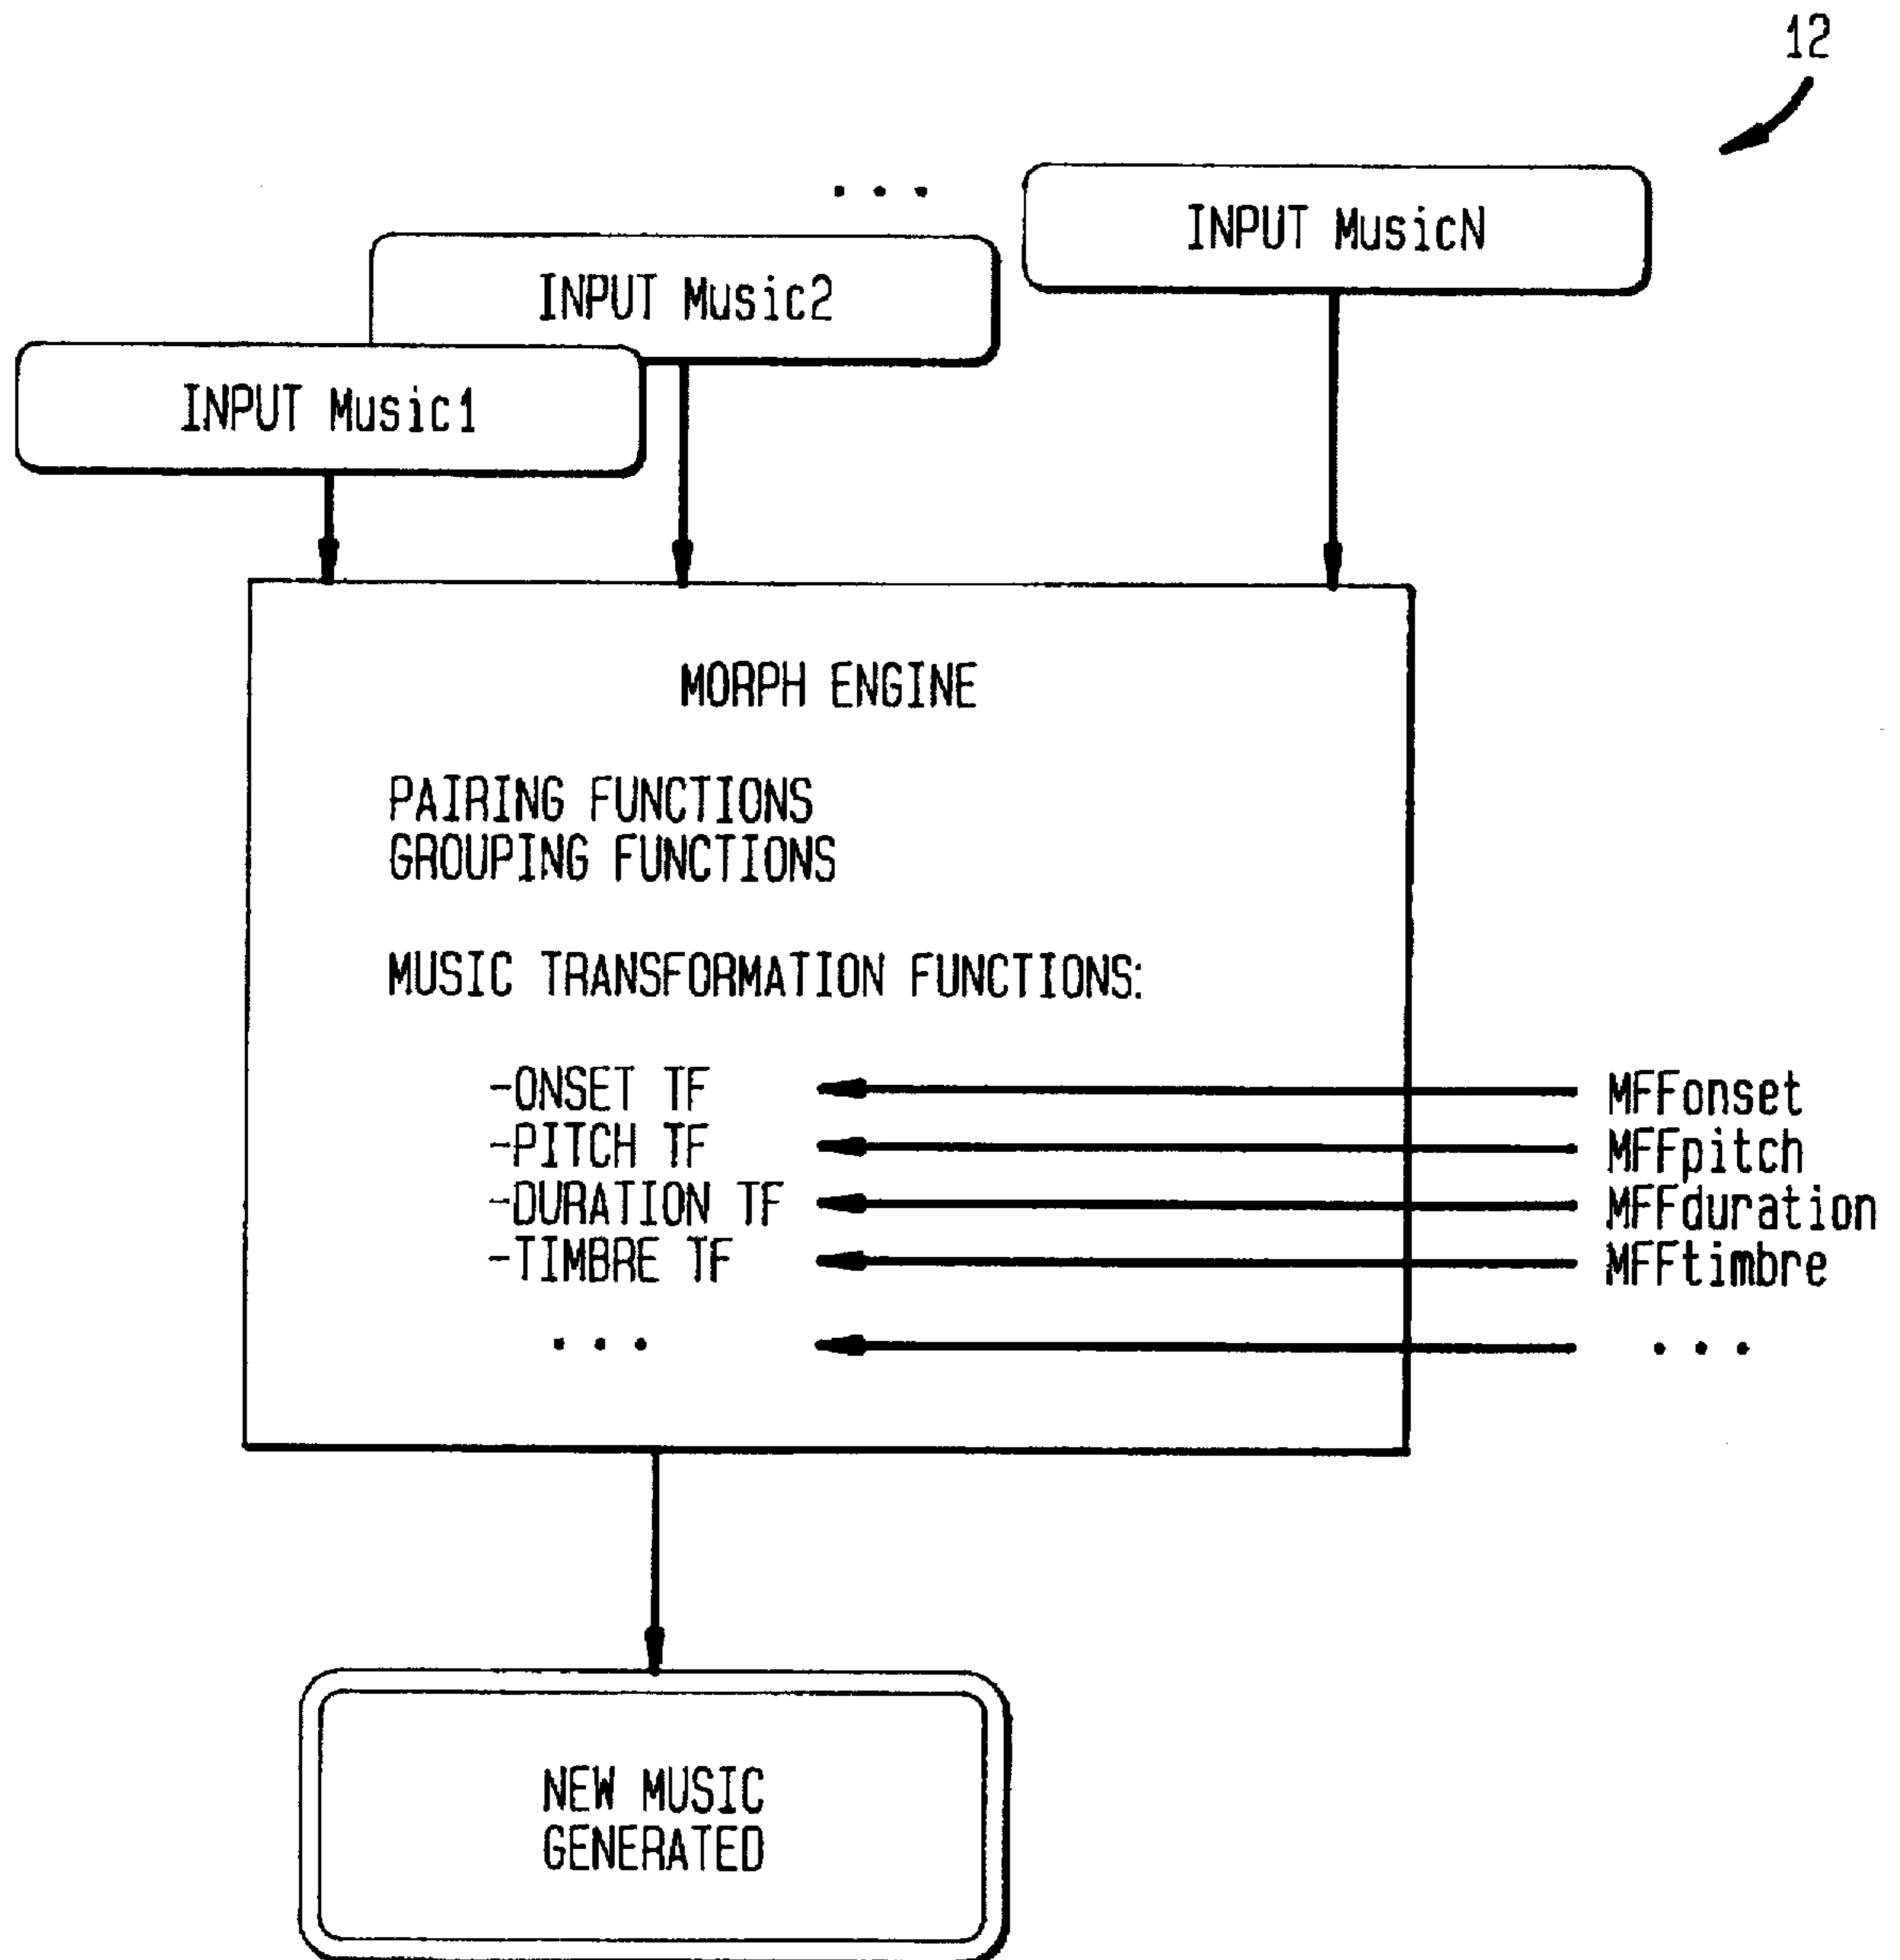 12
. . .
INPUT MusicN
INPUT Music2
INPUT Music1
MORPH ENGINE
PAIRING FUNCTIONS
GROUPING FUNCTIONS
MUSIC TRANSFORMATION FUNCTIONS:
-ONSET TF
MFFonset
-PITCH TF
MFFpitch
-DURATION TF
MFFduration
-TIMBRE TF
MFFtimbre
. . .
. . .
NEW MUSIC
GENERATED